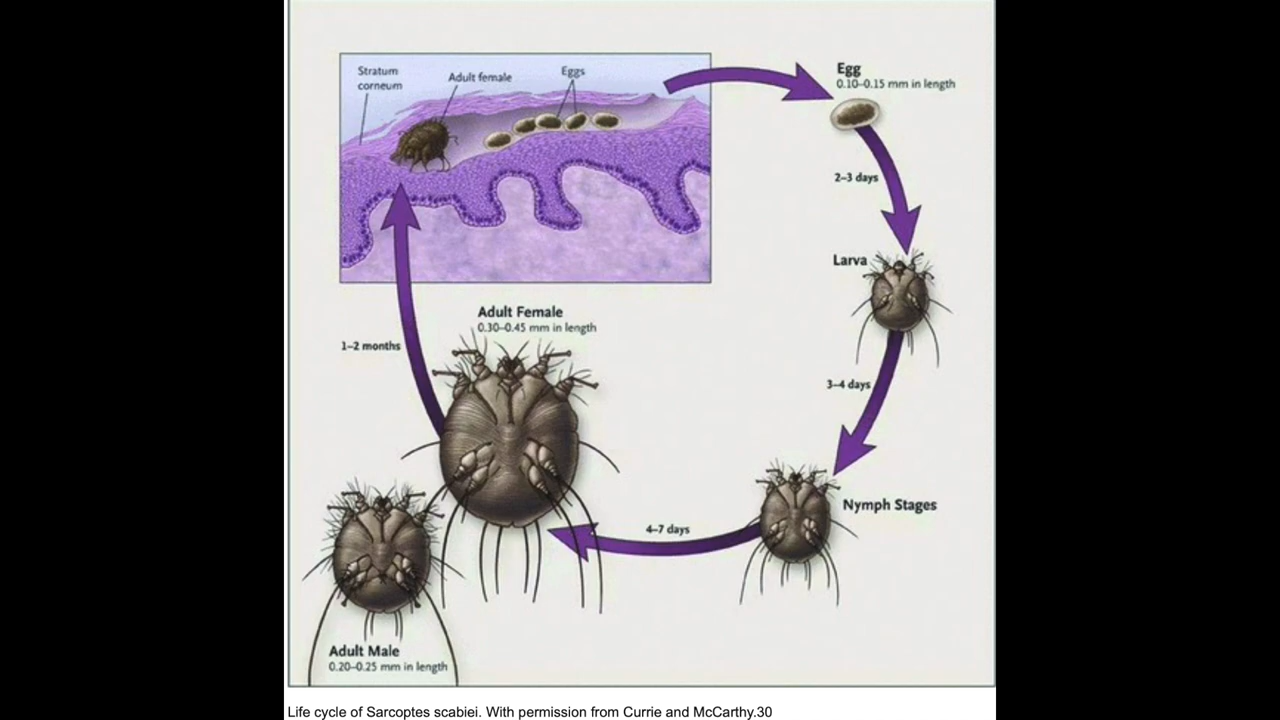 Stratum
corneum
Adult female
Eggs
Egg
0.10–0.15 mm in length
2–3 days
Larva
3–4 days
Nymph Stages
4–7 days
Adult Female
0.30–0.45 mm in length
1–2 months
Adult Male
0.20–0.25 mm in length
Life cycle of Sarcoptes scabiei. With permission from Currie and McCarthy.30